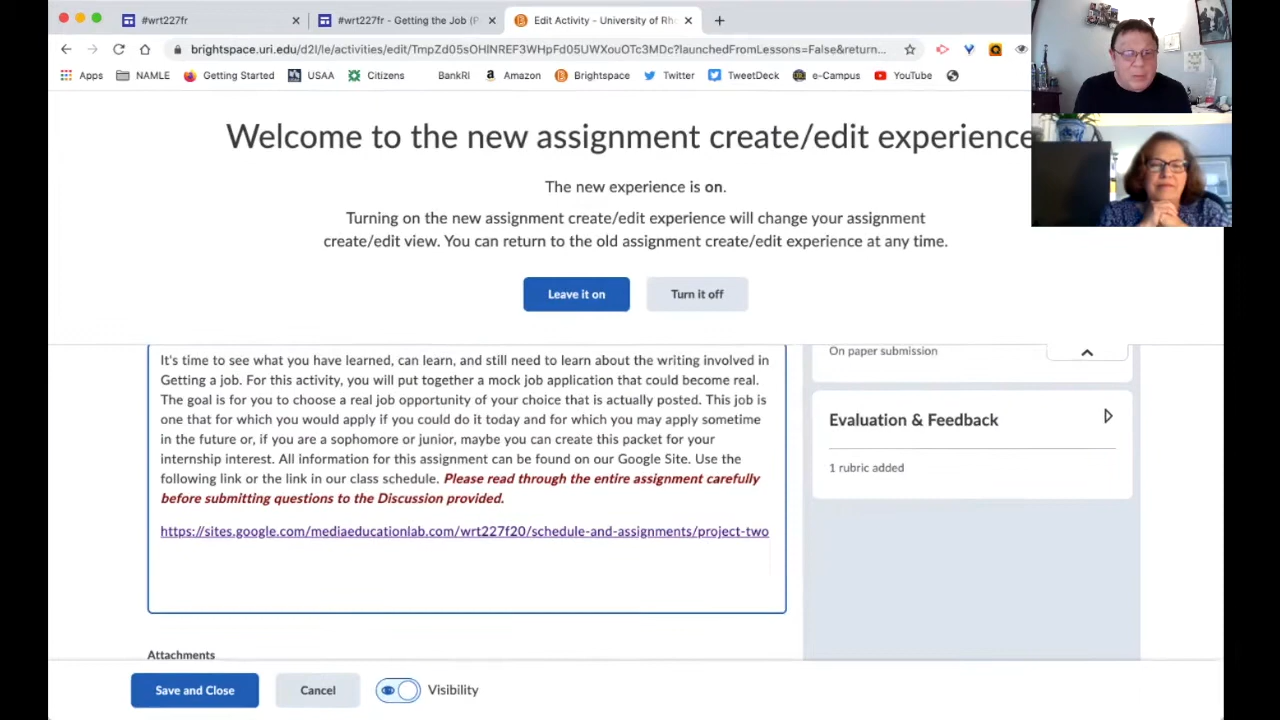 #wrt227fr
#wrt227fr - Getting the Job (P
Edit Activity - University of Rho
brightspace.uri.edu/d2l/le/activities/edit/TmpZd05sOHlNREF3WHpFd05UWXouOTc3MDc?launchedFromLessons=False&return...
Apps
NAMLE
Getting Started
USAA
Citizens
BankRI
Amazon
Brightspace
Twitter
TweetDeck
e-Campus
YouTube
Welcome to the new assignment create/edit experience
The new experience is on.
Turning on the new assignment create/edit experience will change your assignment
create/edit view. You can return to the old assignment create/edit experience at any time.
Leave it on
Turn it off
It's time to see what you have learned, can learn, and still need to learn about the writing involved in
Getting a job. For this activity, you will put together a mock job application that could become real.
The goal is for you to choose a real job opportunity of your choice that is actually posted. This job is
one that for which you would apply if you could do it today and for which you may apply sometime
in the future or, if you are a sophomore or junior, maybe you can create this packet for your
internship interest. All information for this assignment can be found on our Google Site. Use the
following link or the link in our class schedule. Please read through the entire assignment carefully
before submitting questions to the Discussion provided.
https://sites.google.com/mediaeducationlab.com/wrt227f20/schedule-and-assignments/project-two
On paper submission
Evaluation & Feedback
1 rubric added
Attachments
Save and Close
Cancel
Visibility